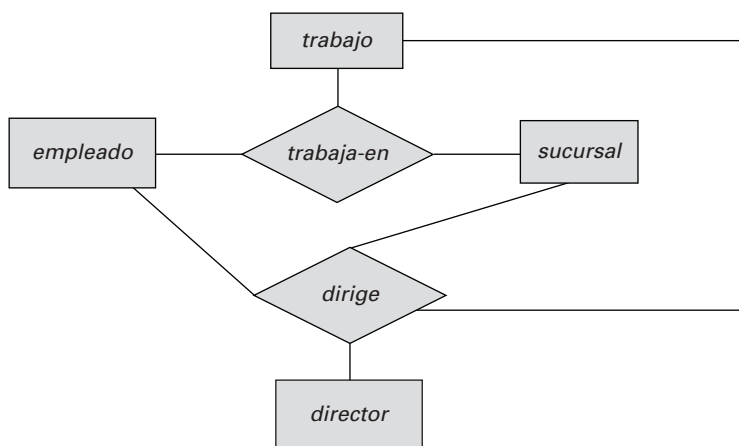 trabajo
empleado
trabaja-en
sucursal
dirige
director